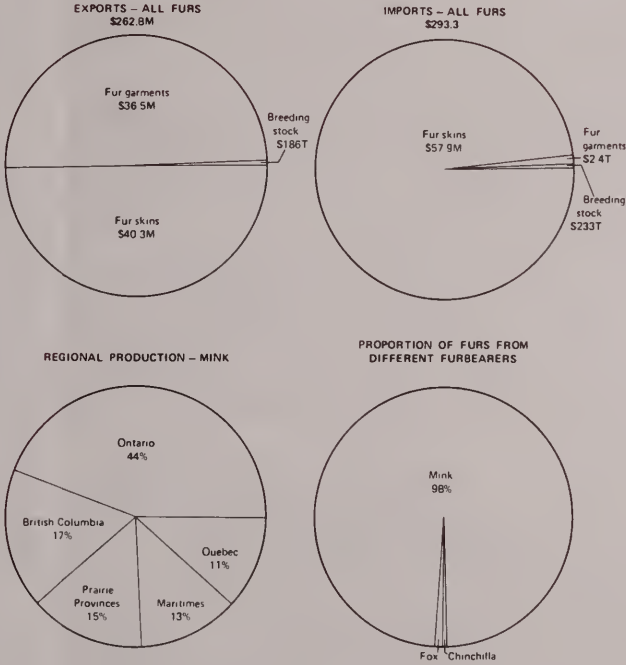 EXPORTS – ALL FURS
$262.8M
Fur garments
$36 5M
Breeding
stock
$186T
Fur skins
$40 3M
IMPORTS – ALL FURS
$293.3
Fur skins
$57 9M
Fur
garments
$2 4T
Breeding
stock
$233T
REGIONAL PRODUCTION – MINK
Ontario
44%
British Columbia
17%
Quebec
11%
Prairie
Provinces
15%
Maritimes
13%
PROPORTION OF FURS FROM
DIFFERENT FURBEARERS
Mink
98%
Fox Chinchilla